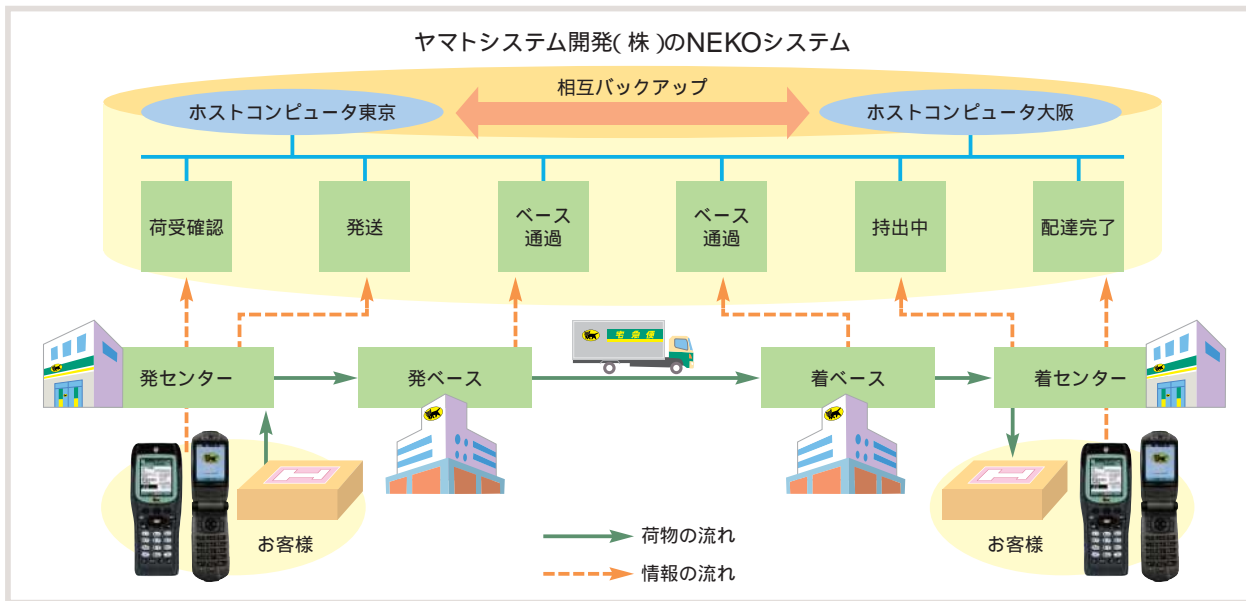 ヤマトシステム開発(株)のNEKOシステム
相互バックアップ
ホストコンピュータ東京
ホストコンピュータ大阪
荷受確認
発送
ベース
通過
ベース
通過
持出中
配達完了
宅急便
発センター
発ベース
着ベース
着センター
お客様
お客様
荷物の流れ
情報の流れ